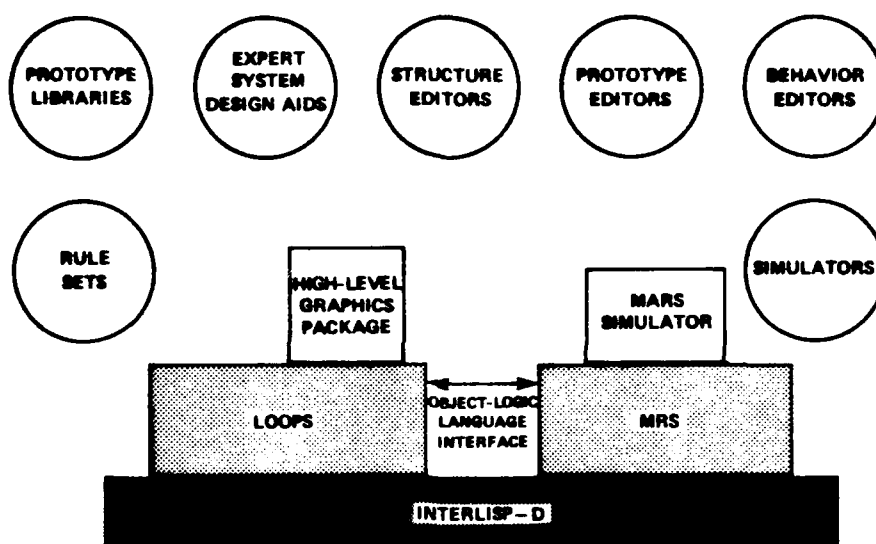 PROTOTYPE
LIBRARIES
EXPERT
SYSTEM
DESIGN AIDS
STRUCTURE
EDITORS
PROTOTYPE
EDITORS
BEHAVIOR
EDITORS
RULE
SETS
HIGH-LEVEL
GRAPHICS
PACKAGE
MARS
SIMULATOR
SIMULATORS
LOOPS
OBJECT-LOGIC
LANGUAGE
INTERFACE
MRS
INTERLISP-D